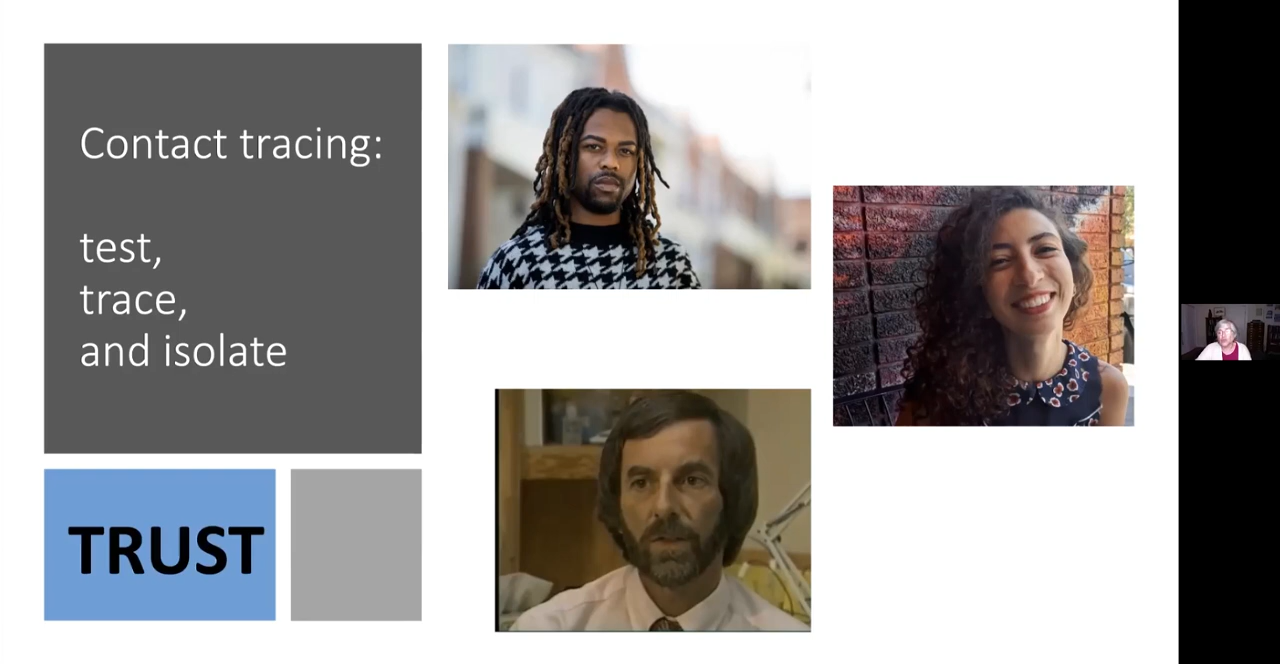 Contact tracing:
test,
trace,
and isolate
TRUST